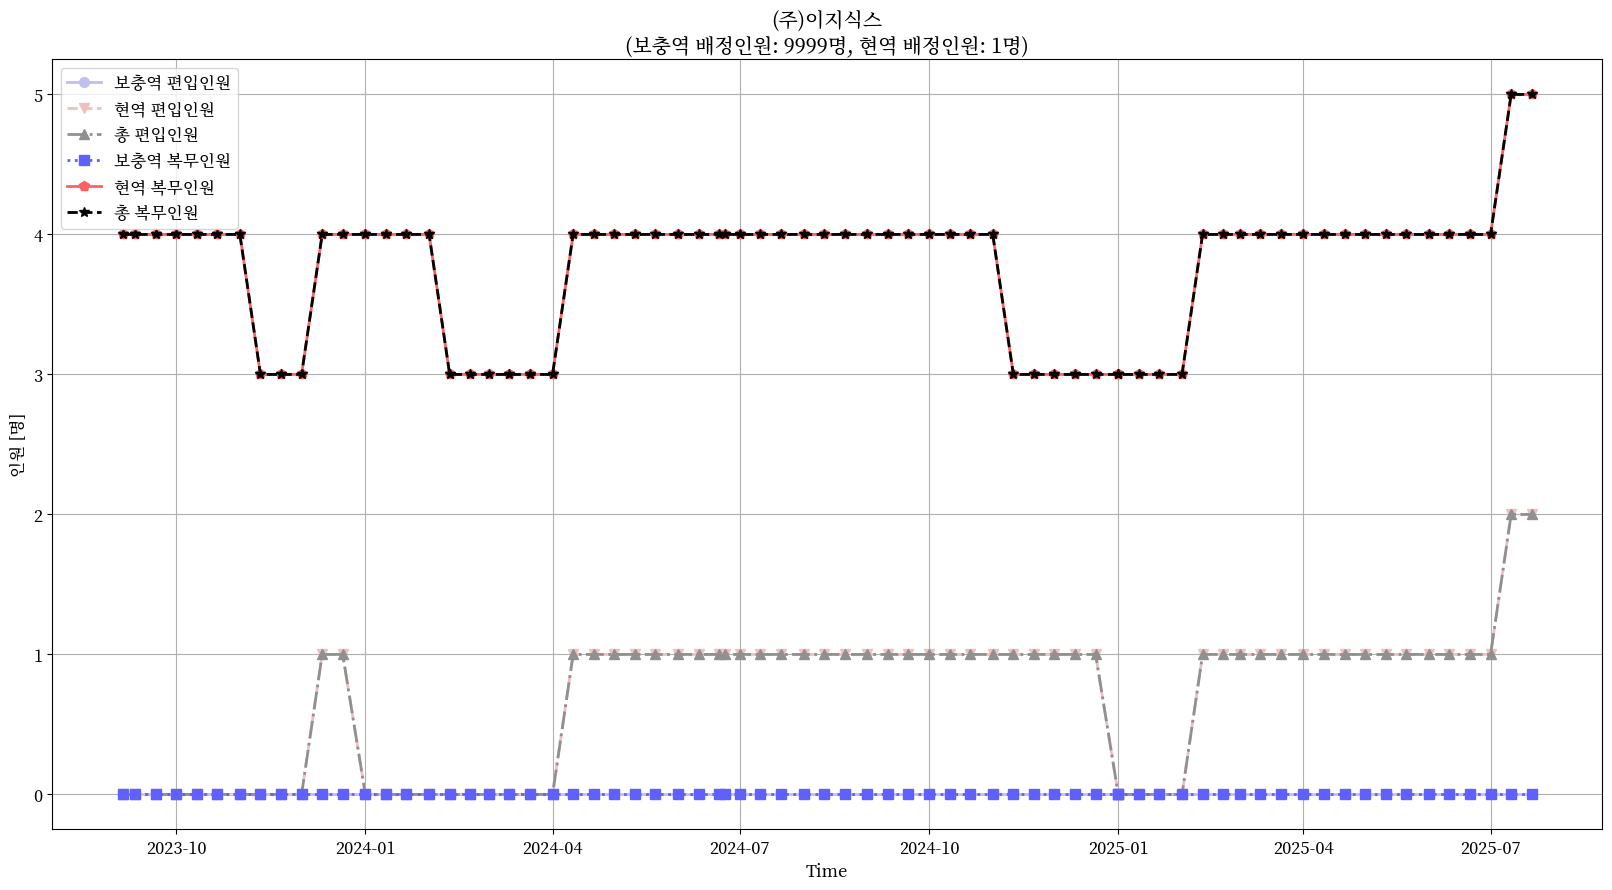 (주)이지식스
(보충역 배정인원: 9999명, 현역 배정인원: 1명)
보충역 편입인원
현역 편입인원
총 편입인원
보충역 복무인원
현역 복무인원
총 복무인원
5
4
3
2
1
0
인원 [명]
2023-10
2024-01
2024-04
2024-07
2024-10
2025-01
2025-04
2025-07
Time